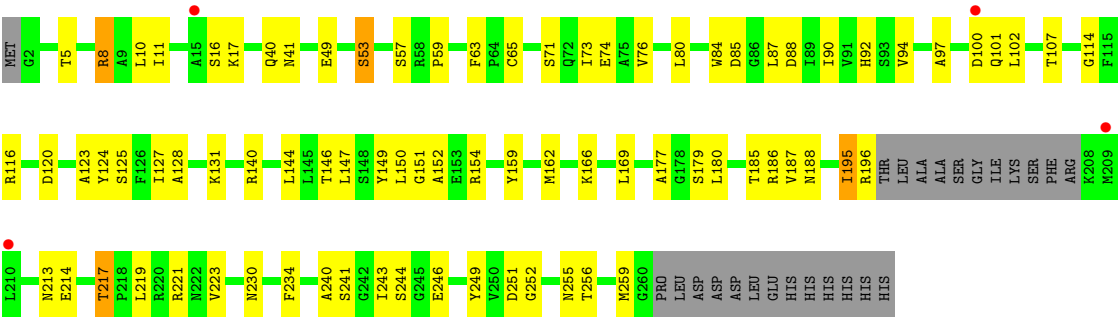 MET G2 T5 R8 A9 L10 I11 A15 S16 K17 Q40 N41 E49 S53 S57 R58 P59 F63 P64 C65 S71 Q72 I73 E74 A75 V76 L80 W84 D85 G86 L87 D88 I89 I90 V91 H92 S93 V94 A97 D100 Q101 L102 T107 G114 F115
R116 D120 A123 Y124 S125 F126 I127 A128 K131 R140 L144 L145 T146 L147 S148 Y149 L150 G151 A152 E153 R154 Y159 M162 K166 L169 A177 G178 S179 L180 T185 R186 V187 N188 I195 R196 THR LEU ALA ALA SER GLY ILE LYS SER PHE ARG K208 M209
L210 N213 E214 T217 P218 L219 R220 R221 N222 V223 N230 F234 A240 S241 G242 I243 S244 G245 E246 Y249 V250 D251 G252 N255 T256 M259 G260 PRO LEU ASP ASP ASP LEU GLU HIS HIS HIS HIS HIS HIS